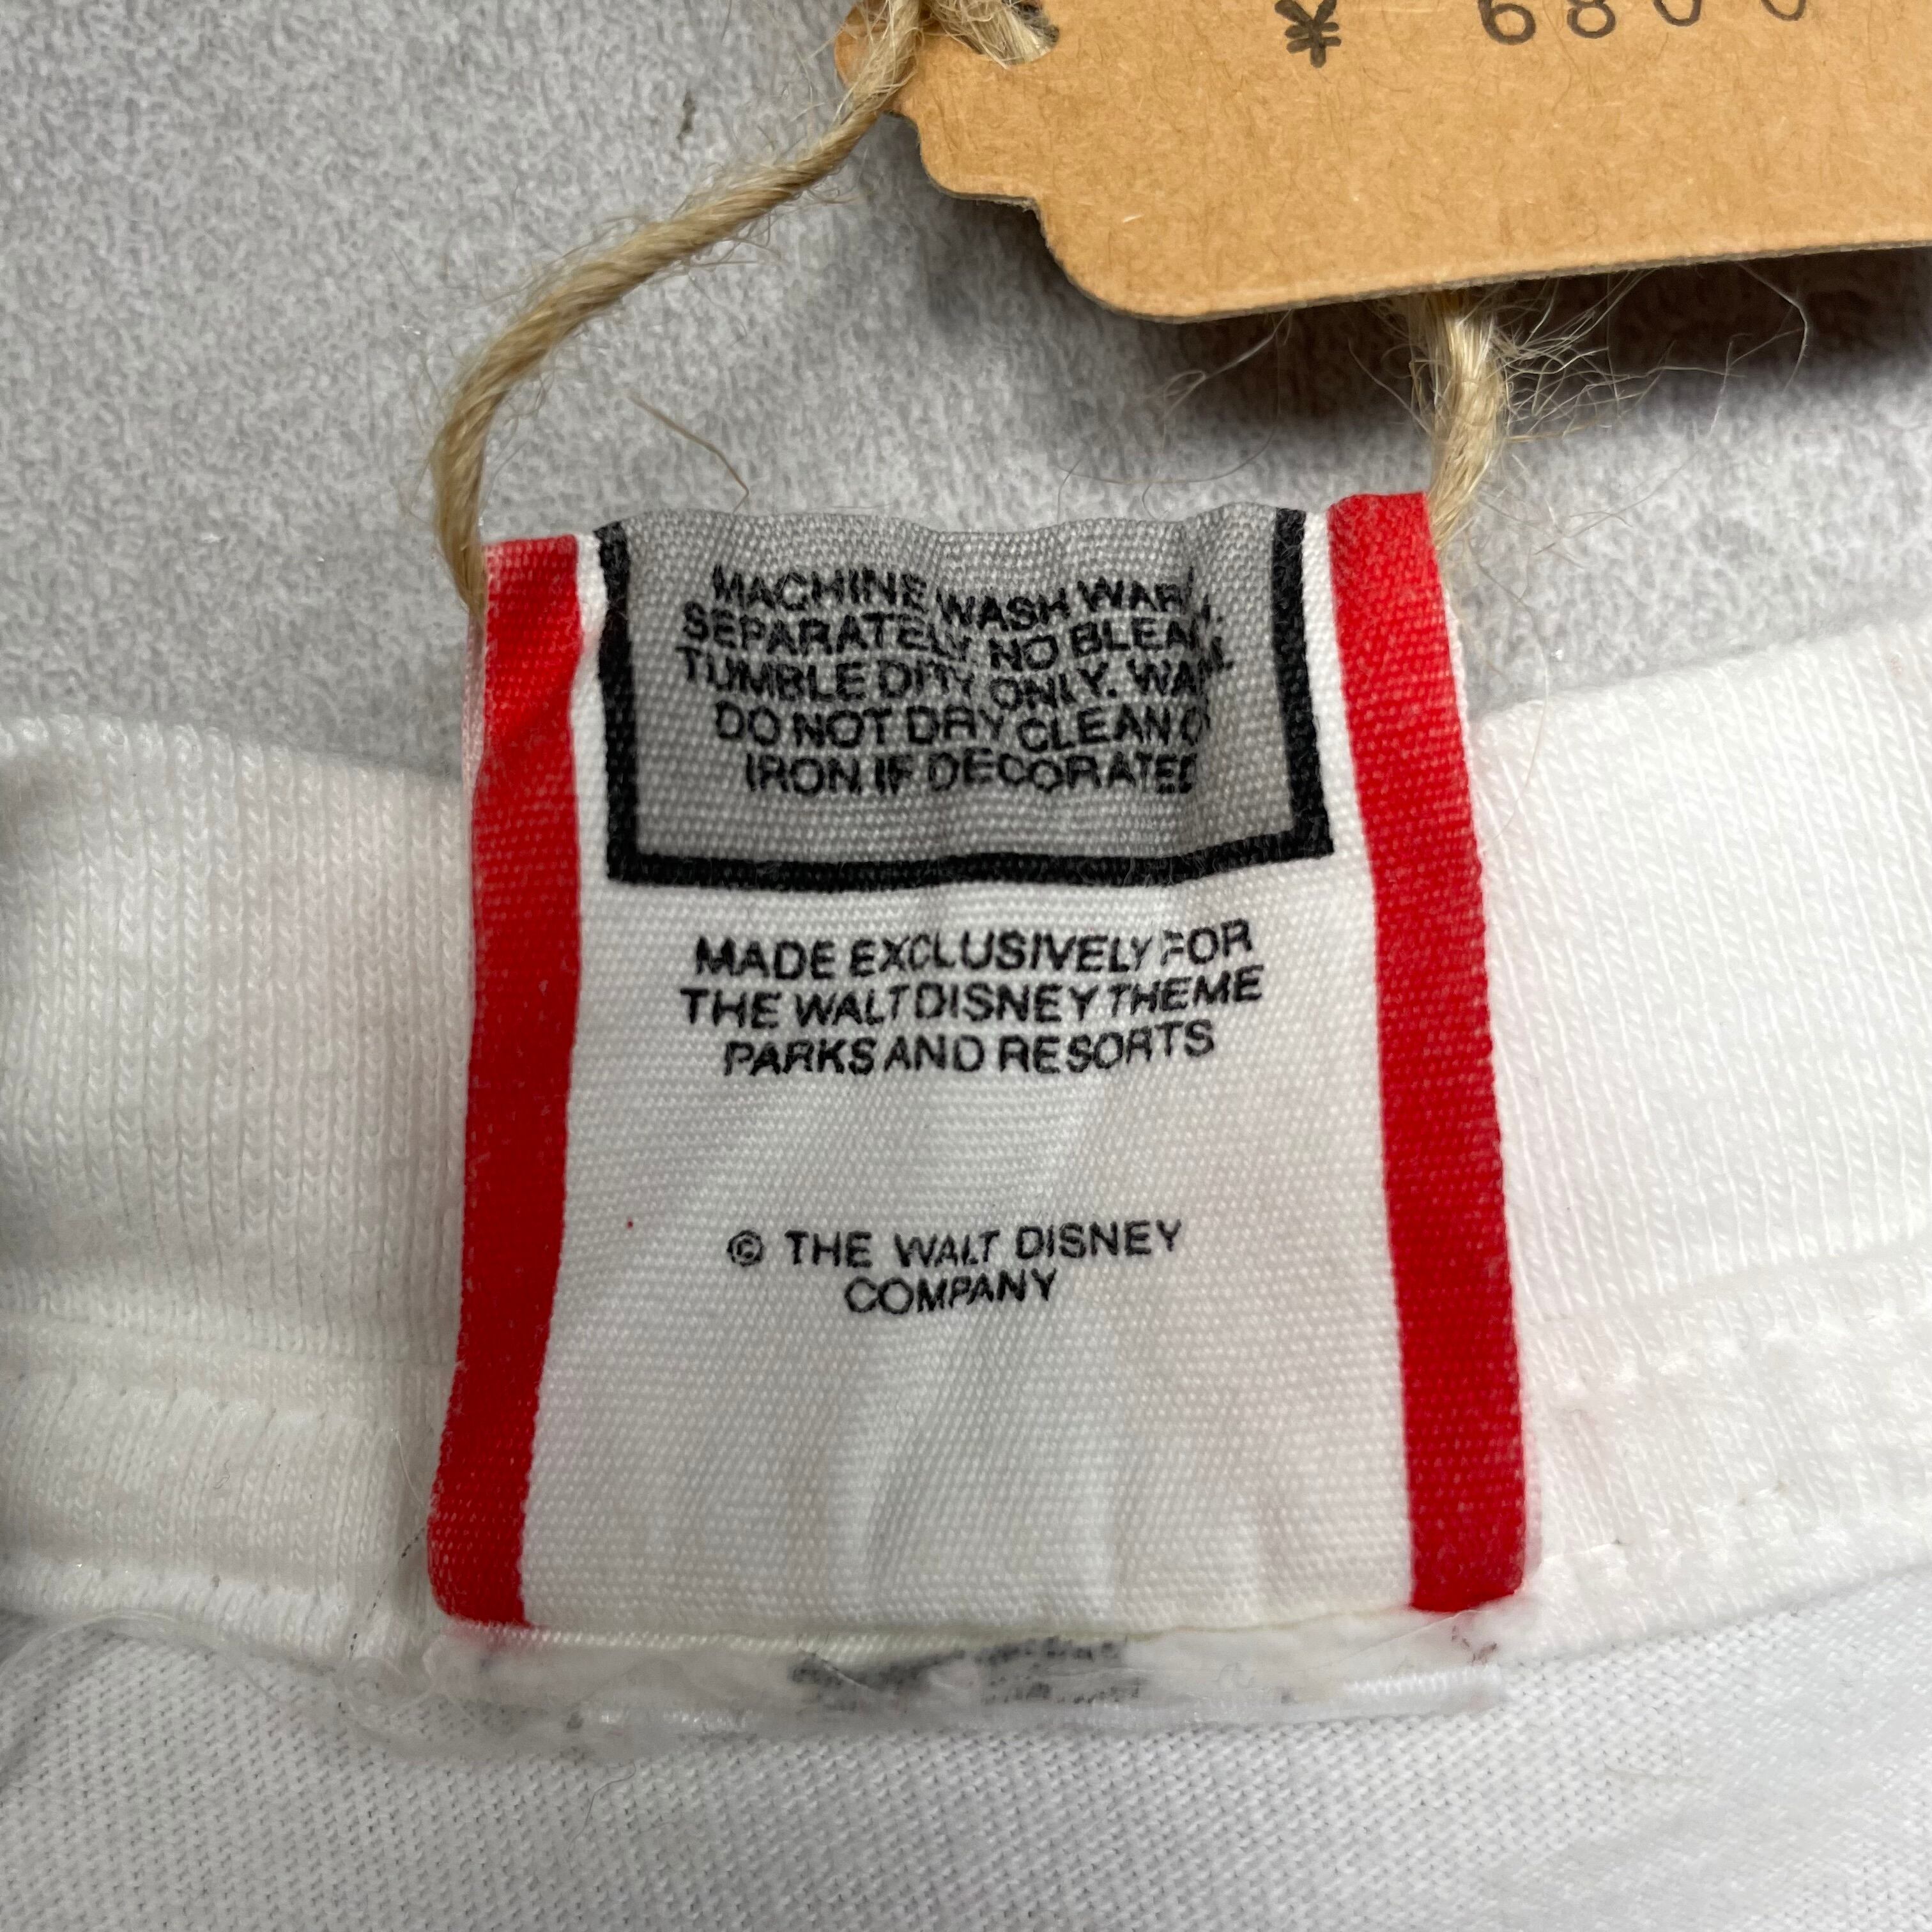 ¥ 6800
MACHINE WASH WARM,
SEPARATELY. NO BLEACH.
TUMBLE DRY ONLY. WARM.
DO NOT DRY CLEAN OR
IRON IF DECORATED
MADE EXCLUSIVELY FOR
THE WALT DISNEY THEME
PARKS AND RESORTS
© THE WALT DISNEY
COMPANY